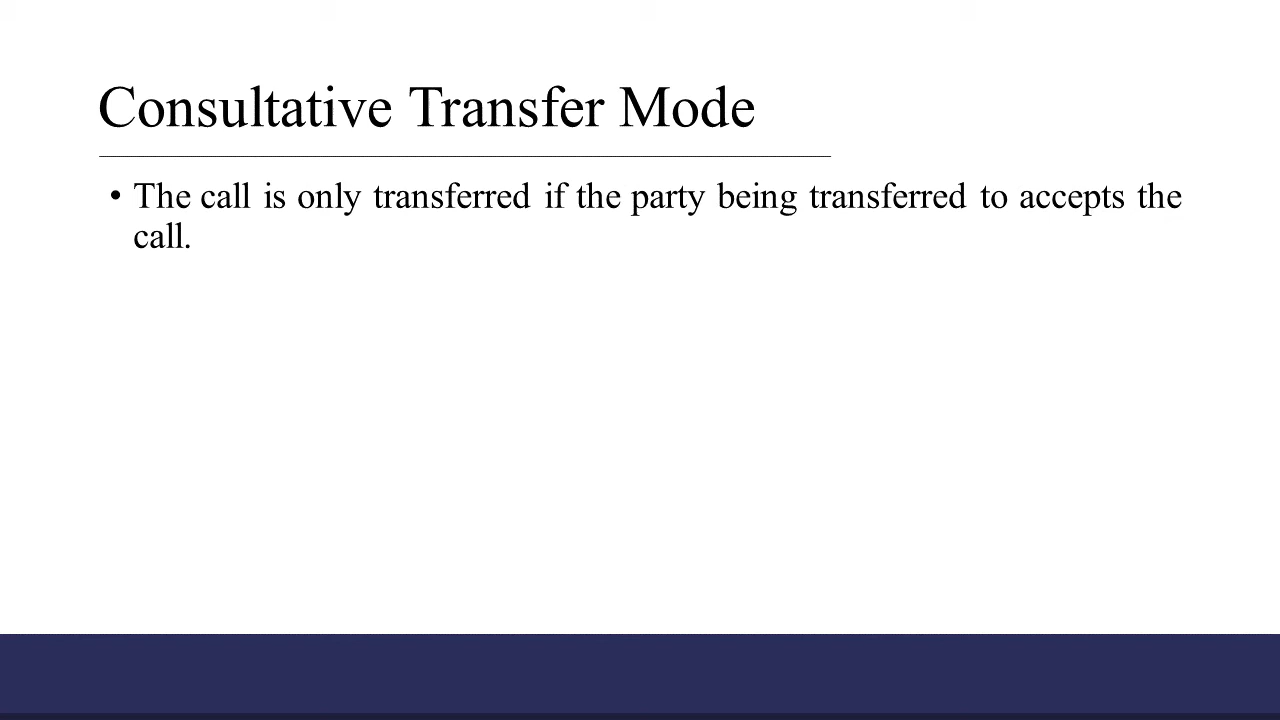 Consultative Transfer Mode
• The call is only transferred if the party being transferred to accepts the
call.